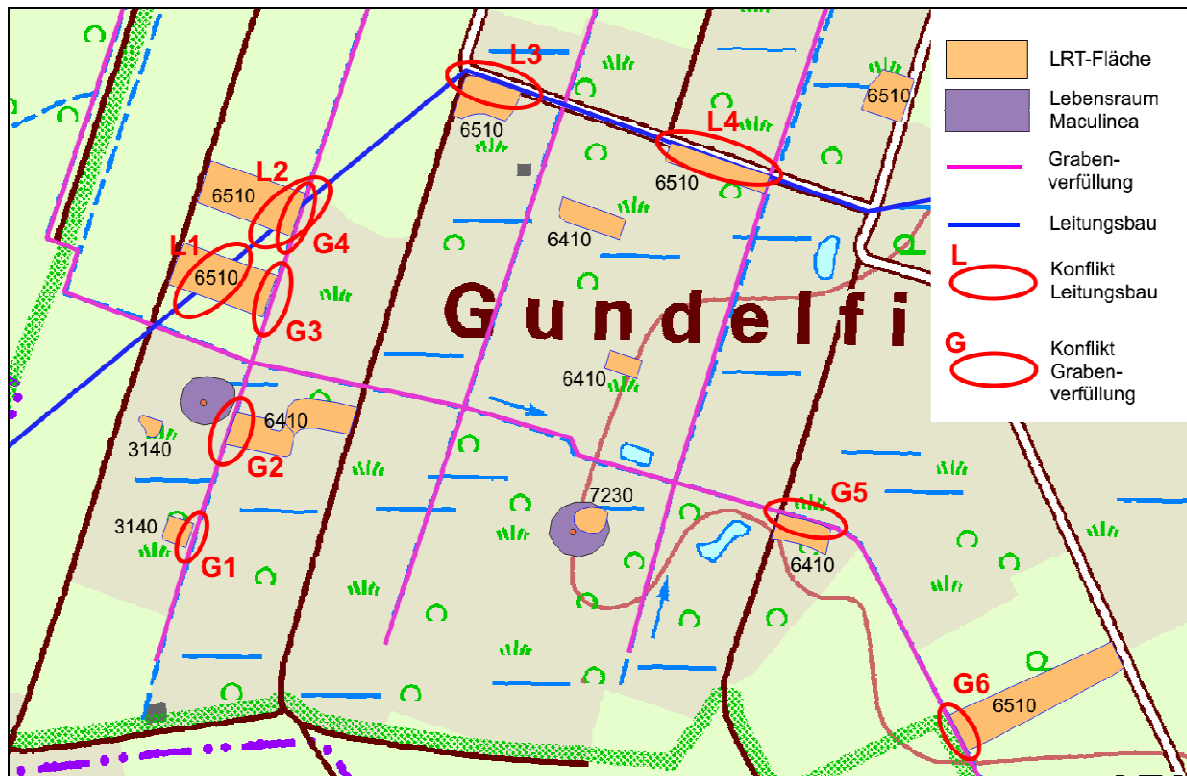 L3
L4
6510
6510
6510
L2
6510
G4
6410
L1
6510
G3
Gundelfi
6410
6410
3140
G2
7230
3140
G1
G5
6410
G6
6510
LRT-Fläche
Lebensraum
Maculinea
Graben-
verfüllung
Leitungsbau
L
Konflikt
Leitungsbau
G
Konflikt
Graben-
verfüllung